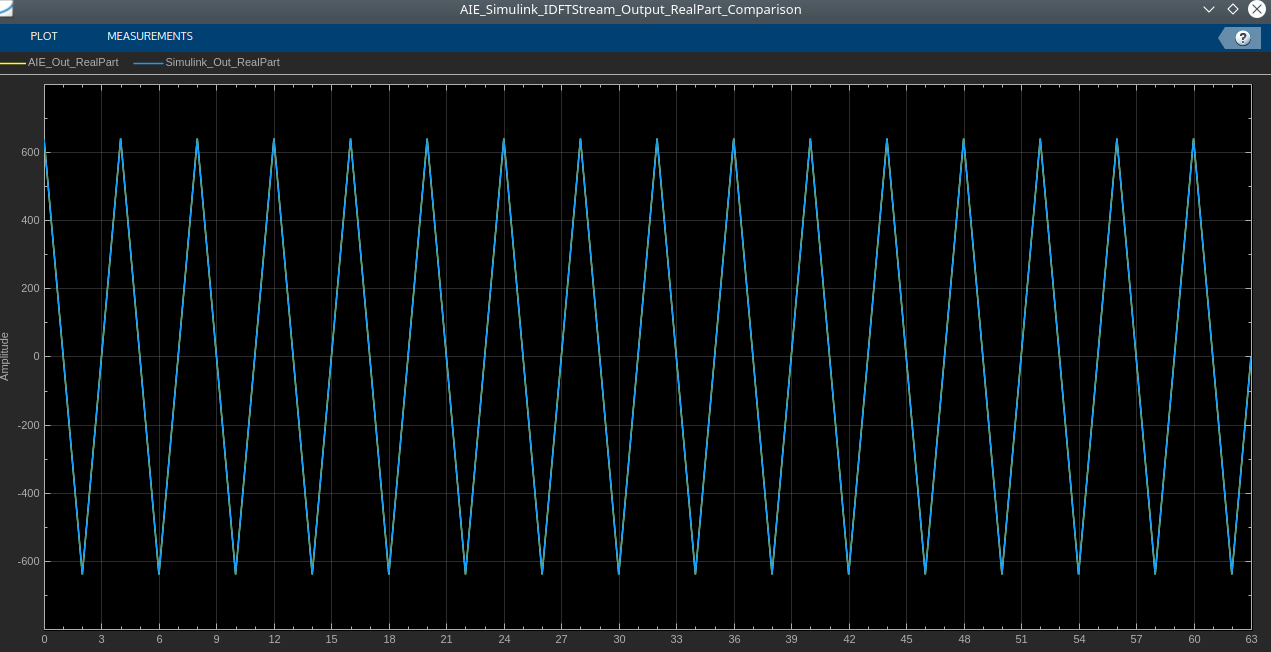 AIE_Simulink_IDFTStream_Output_RealPart_Comparison
PLOT MEASUREMENTS ?
AIE_Out_RealPart Simulink_Out_RealPart
600
400
200
0
-200
-400
-600
Amplitude
0 3 6 9 12 15 18 21 24 27 30 33 36 39 42 45 48 51 54 57 60 63